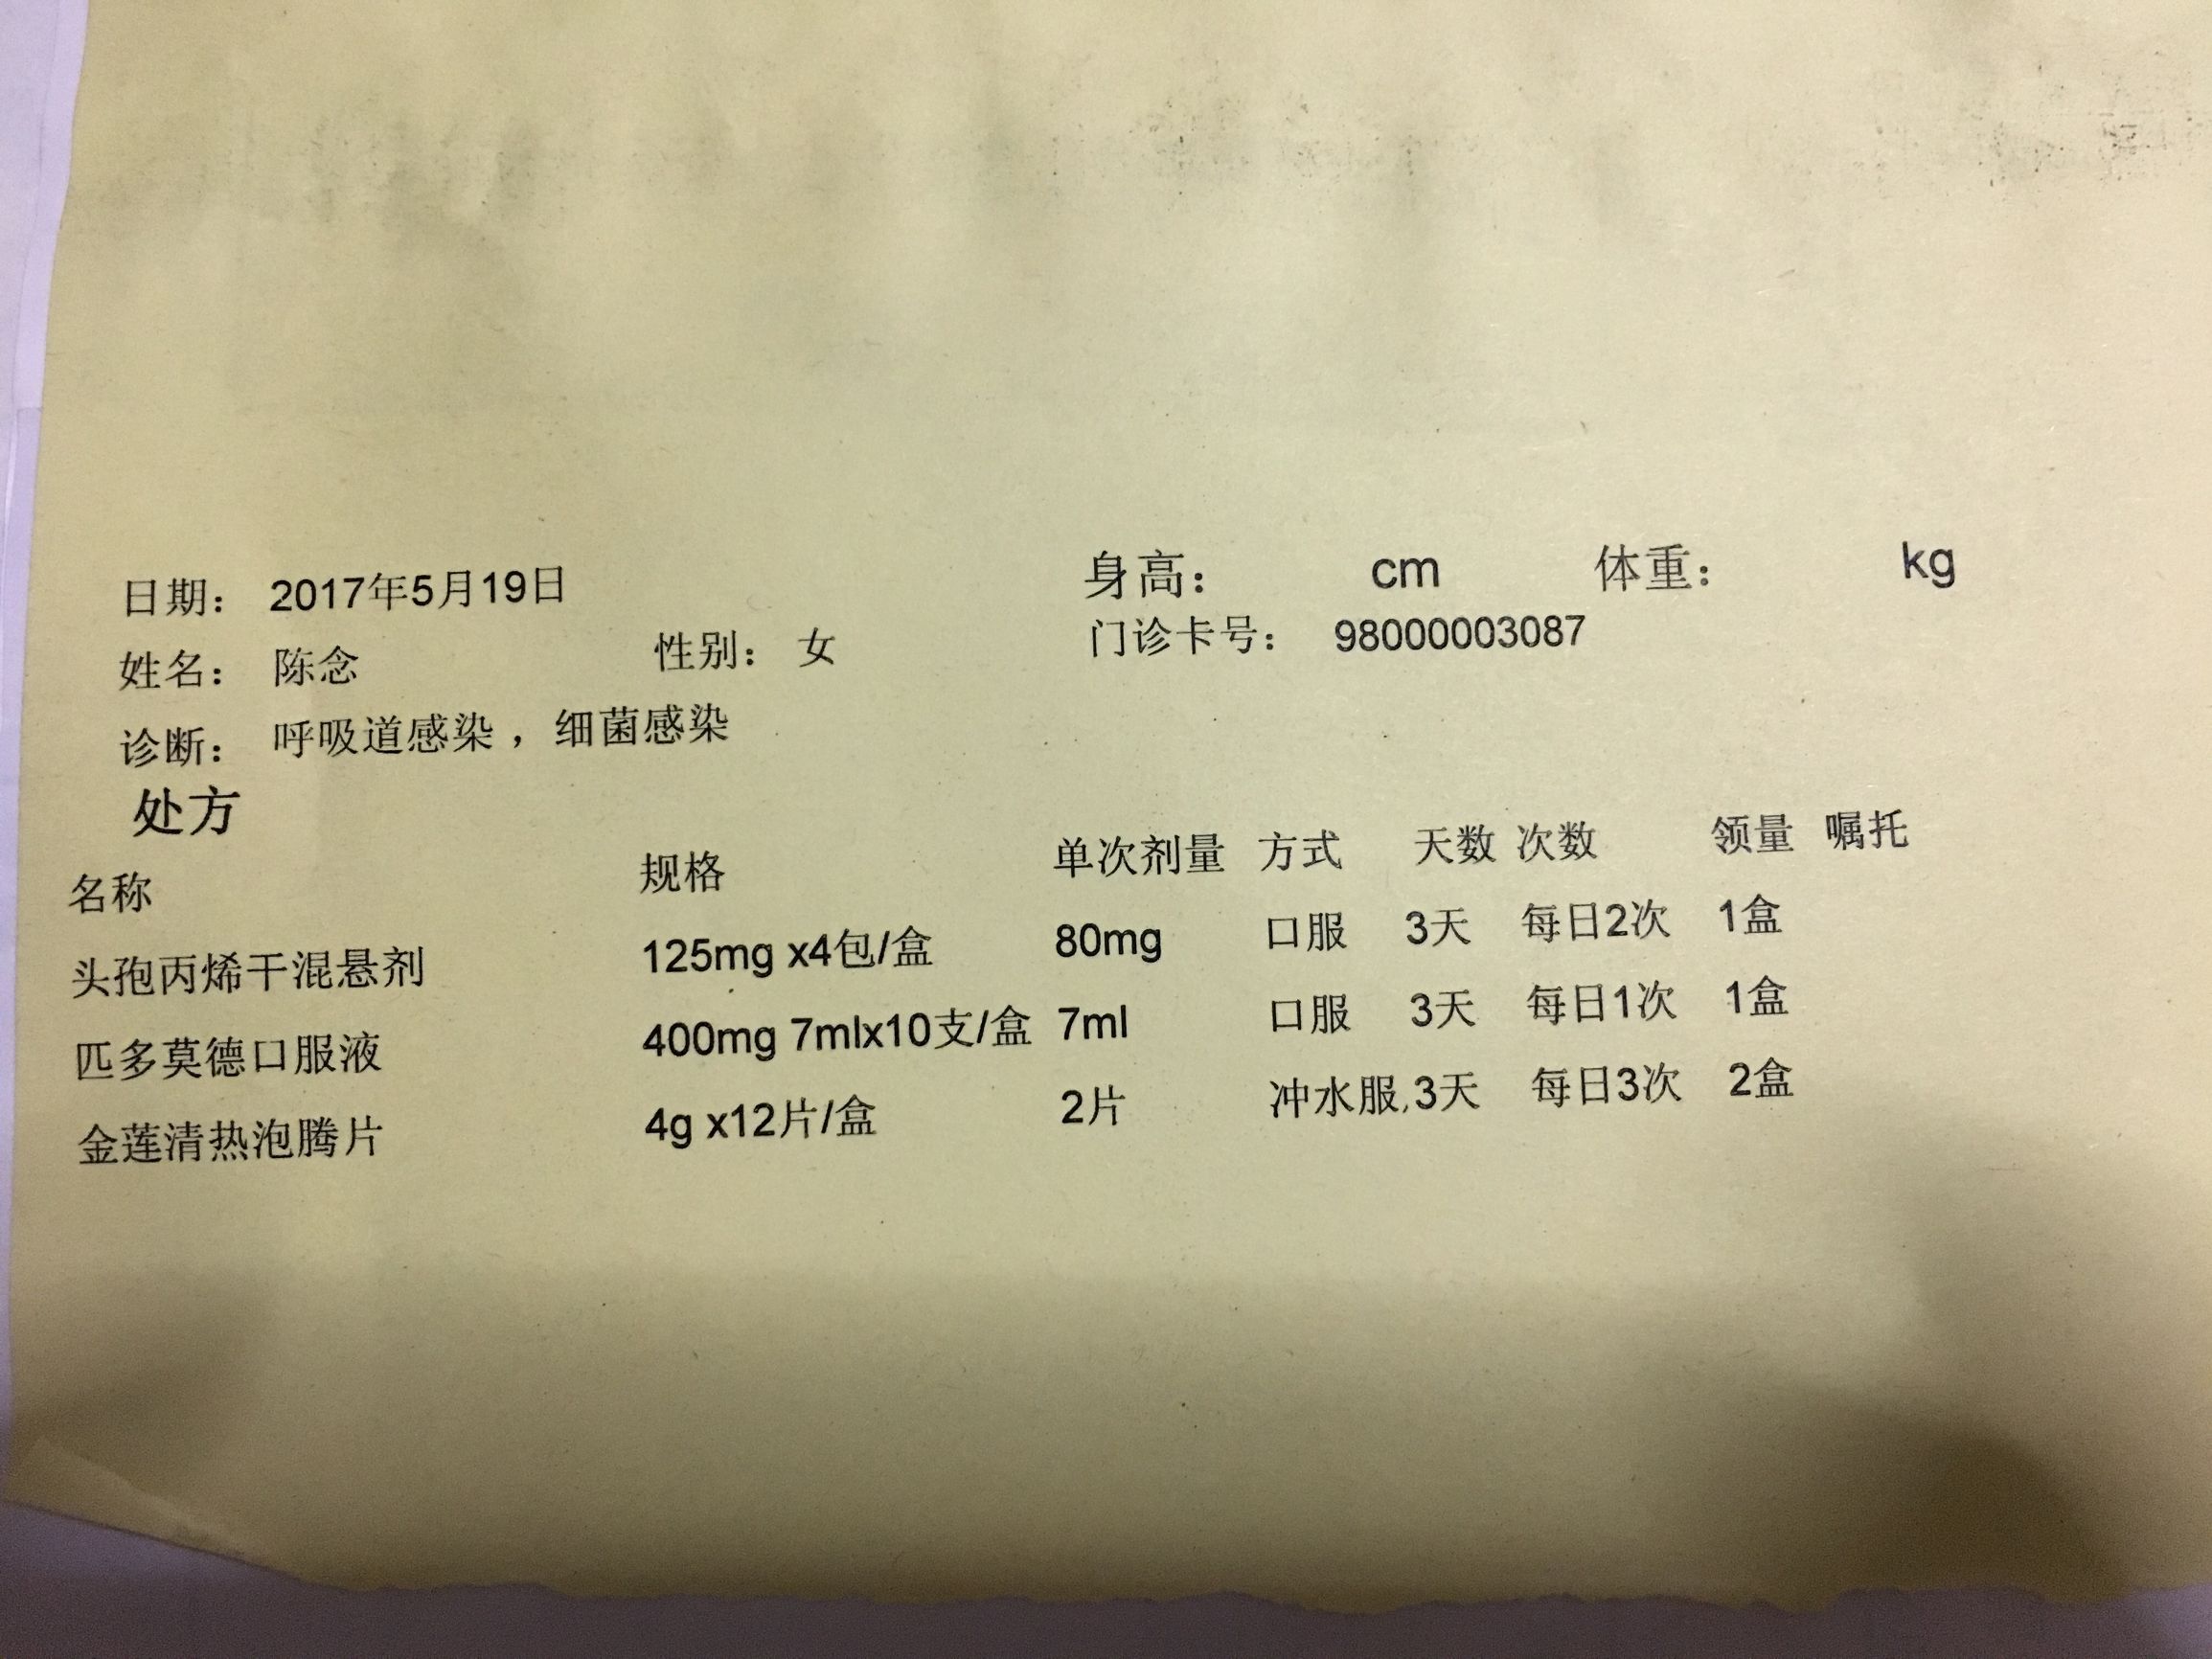 日期： 2017年5月19日 身高： cm 体重： kg
姓名： 陈念 性别： 女 门诊卡号： 98000003087
诊断： 呼吸道感染，细菌感染
处方
名称 规格 单次剂量 方式 天数 次数 领量 嘱托
头孢丙烯干混悬剂 125mg x4包/盒 80mg 口服 3天 每日2次 1盒
匹多莫德口服液 400mg 7mlx10支/盒 7ml 口服 3天 每日1次 1盒
金莲清热泡腾片 4g x12片/盒 2片 冲水服,3天 每日3次 2盒